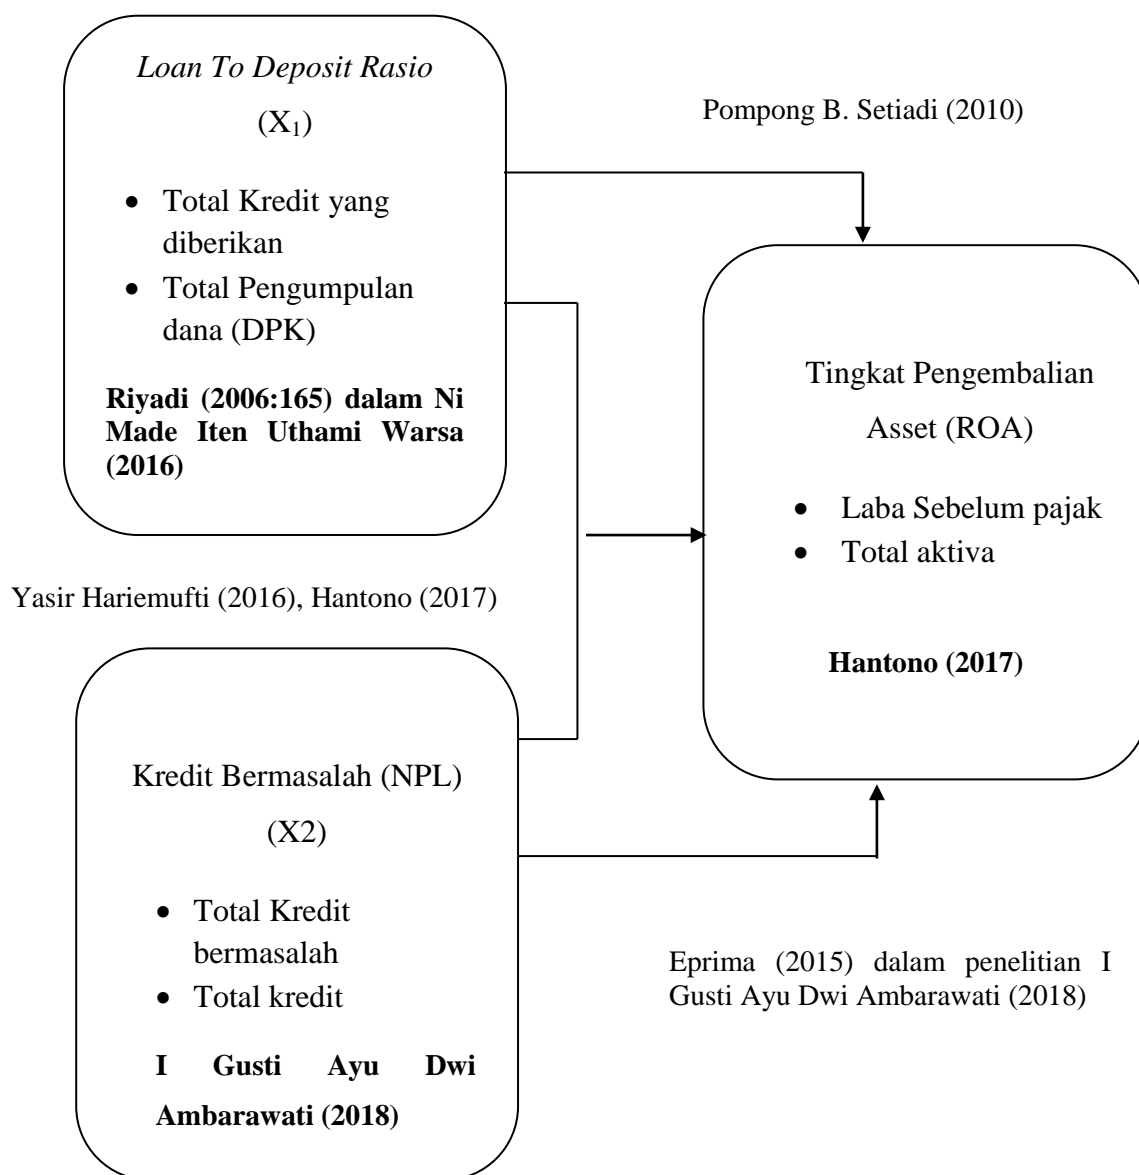 Loan To Deposit Rasio
(X₁)
• Total Kredit yang
diberikan
• Total Pengumpulan
dana (DPK)
Riyadi (2006:165) dalam Ni
Made Iten Uthami Warsa
(2016)
Pompong B. Setiadi (2010)
Tingkat Pengembalian
Asset (ROA)
• Laba Sebelum pajak
• Total aktiva
Hantono (2017)
Yasir Hariemufti (2016), Hantono (2017)
Kredit Bermasalah (NPL)
(X2)
• Total Kredit
bermasalah
• Total kredit
I Gusti Ayu Dwi
Ambarawati (2018)
Eprima (2015) dalam penelitian I
Gusti Ayu Dwi Ambarawati (2018)